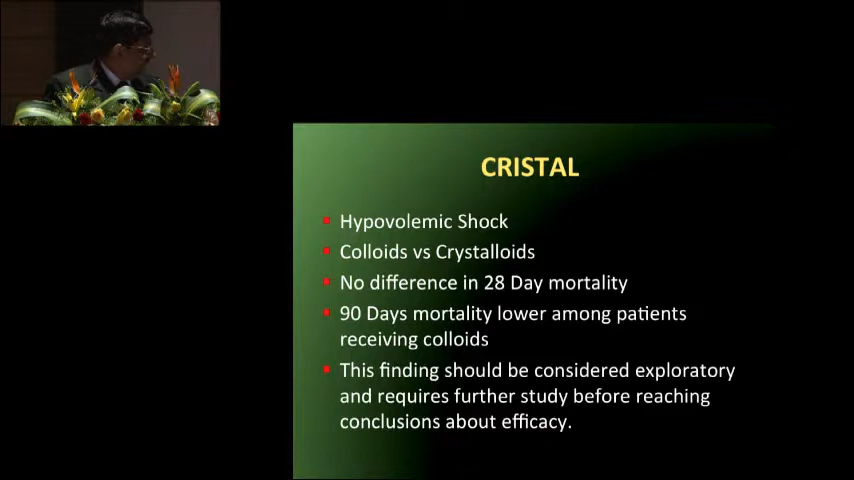 CRISTAL
Hypovolemic Shock
Colloids vs Crystalloids
No difference in 28 Day mortality
90 Days mortality lower among patients
receiving colloids
This finding should be considered exploratory
and requires further study before reaching
conclusions about efficacy.